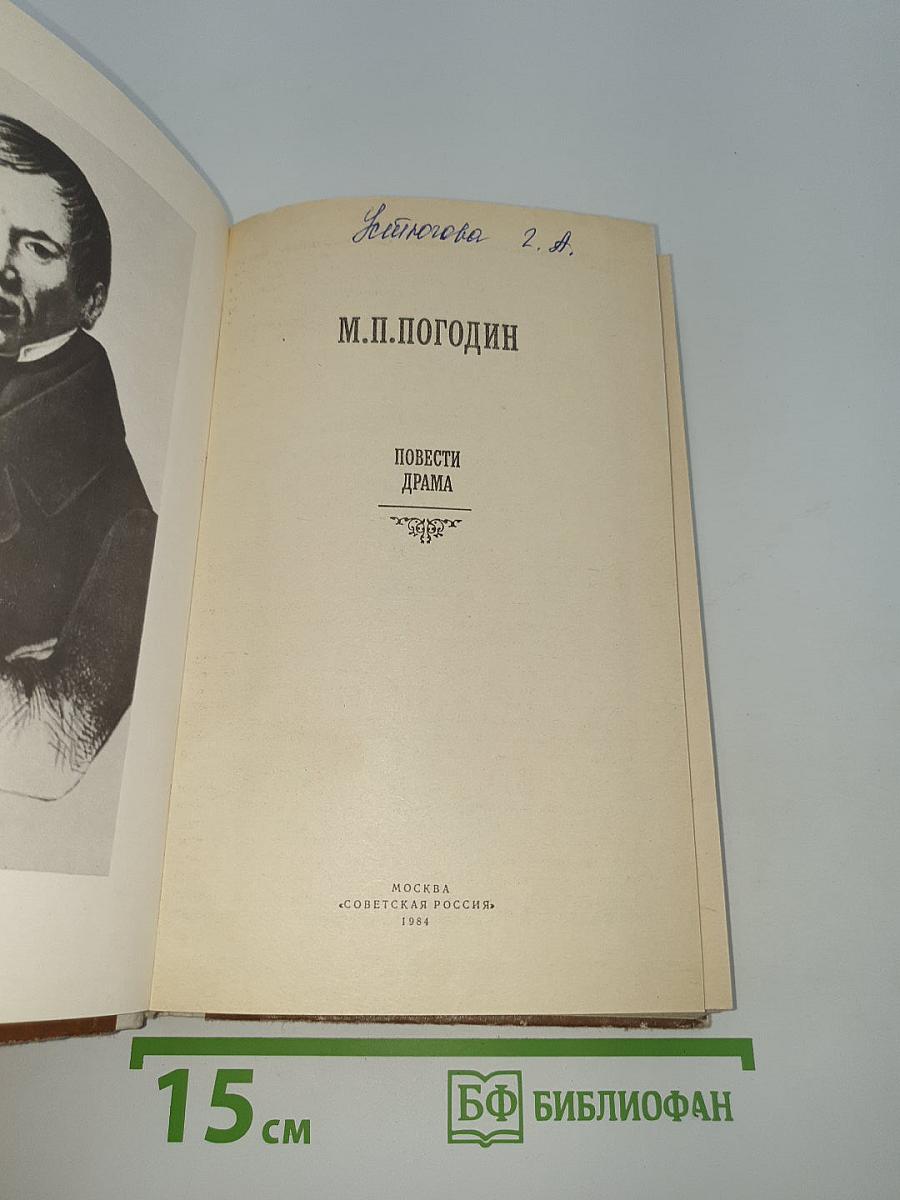 Устюгова Г. А.
М.П.ПОГОДИН
ПОВЕСТИ
ДРАМА
МОСКВА
«СОВЕТСКАЯ РОССИЯ»
1984
15 см
БФ БИБЛИОФАН